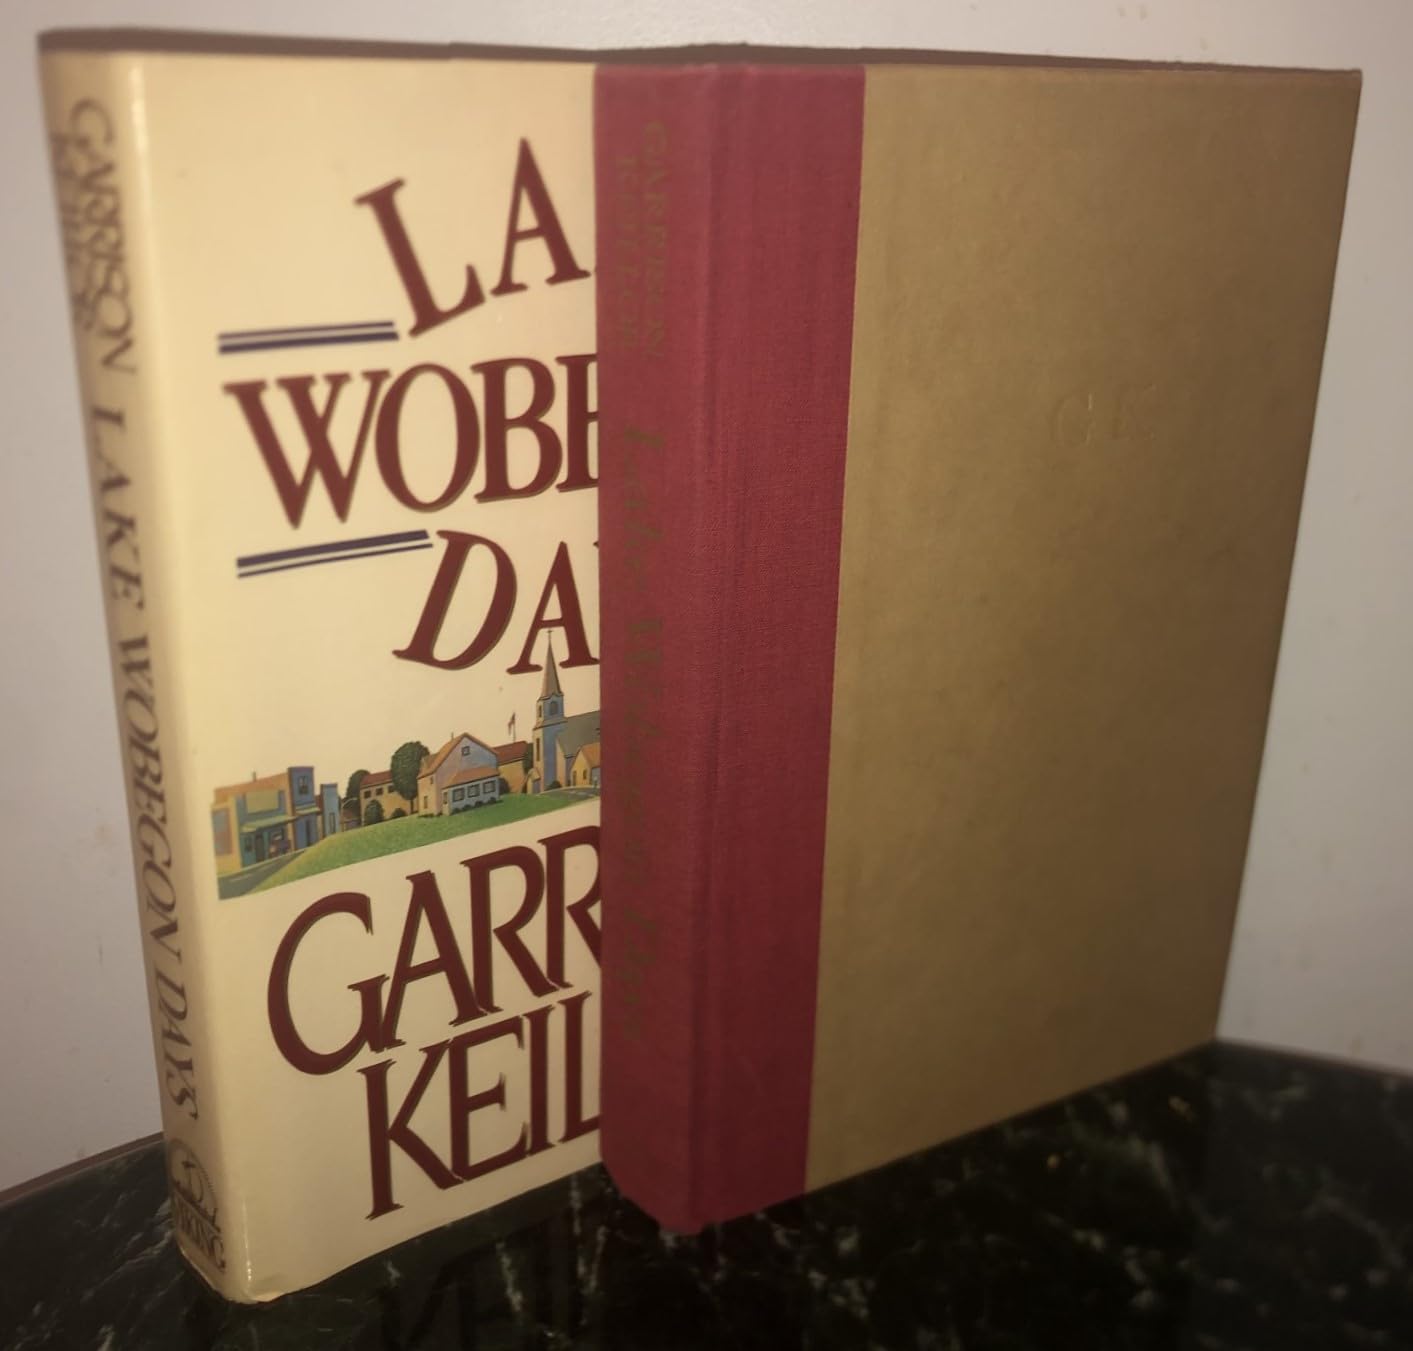 GARRISON
KEILLOR
LAKE WOBEGON DAYS
VIKING
LA
WOBE
DA
GARR
KEIL
GARRISON
KEILLOR
Lake Wobegon Days
GK